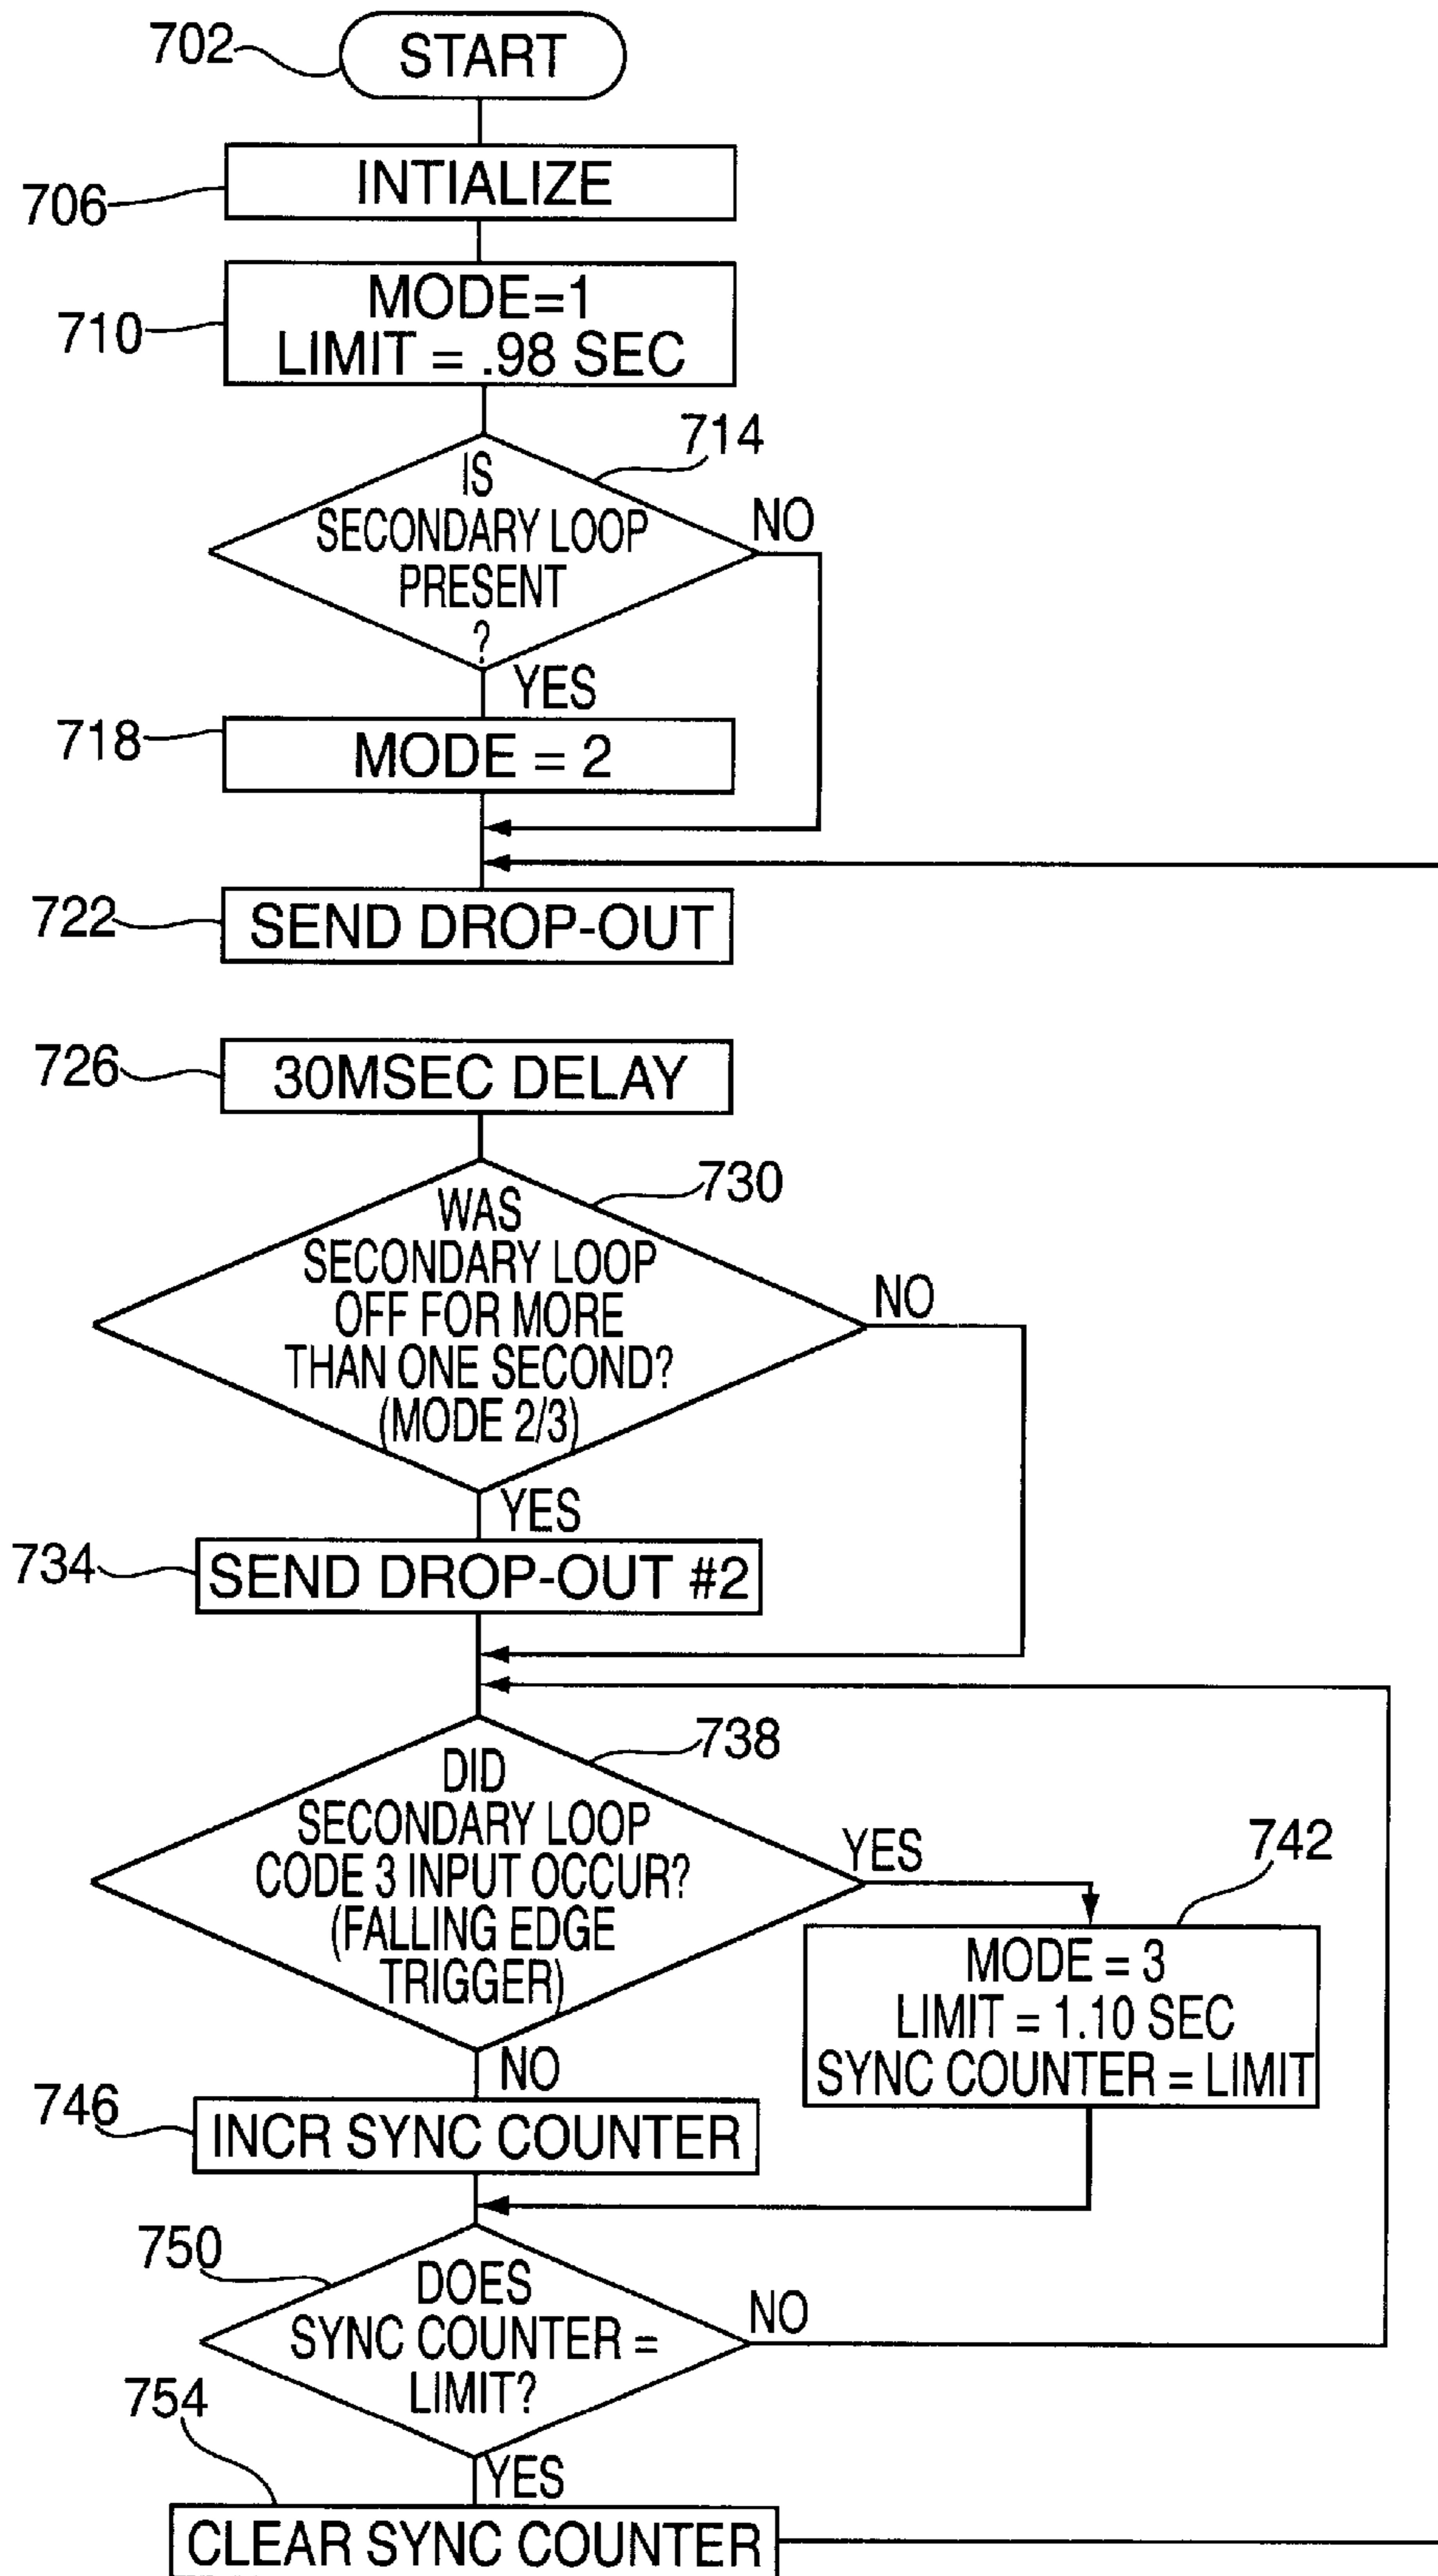 702
START
706
INTIALIZE
710
MODE=1
LIMIT = .98 SEC
714
IS
SECONDARY LOOP
PRESENT
?
NO
YES
718
MODE = 2
722
SEND DROP-OUT
726
30MSEC DELAY
730
WAS
SECONDARY LOOP
OFF FOR MORE
THAN ONE SECOND?
(MODE 2/3)
NO
YES
734
SEND DROP-OUT #2
738
DID
SECONDARY LOOP
CODE 3 INPUT OCCUR?
(FALLING EDGE
TRIGGER)
YES
742
MODE = 3
LIMIT = 1.10 SEC
SYNC COUNTER = LIMIT
NO
746
INCR SYNC COUNTER
750
DOES
SYNC COUNTER =
LIMIT?
NO
YES
754
CLEAR SYNC COUNTER